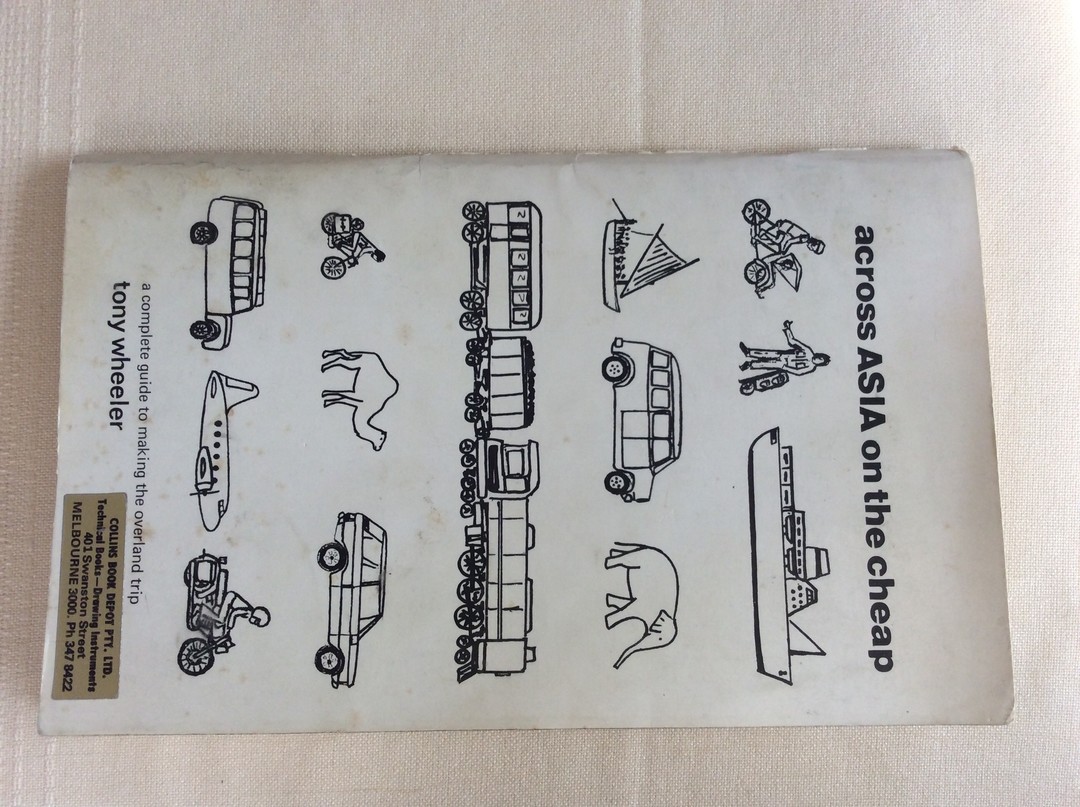 across ASIA on the cheap
a complete guide to making the overland trip
tony wheeler
COLLINS BOOK DEPOT PTY. LTD.
Technical Books—Drawing Instruments
401 Swanston Street
MELBOURNE 3000. Ph 347 8422